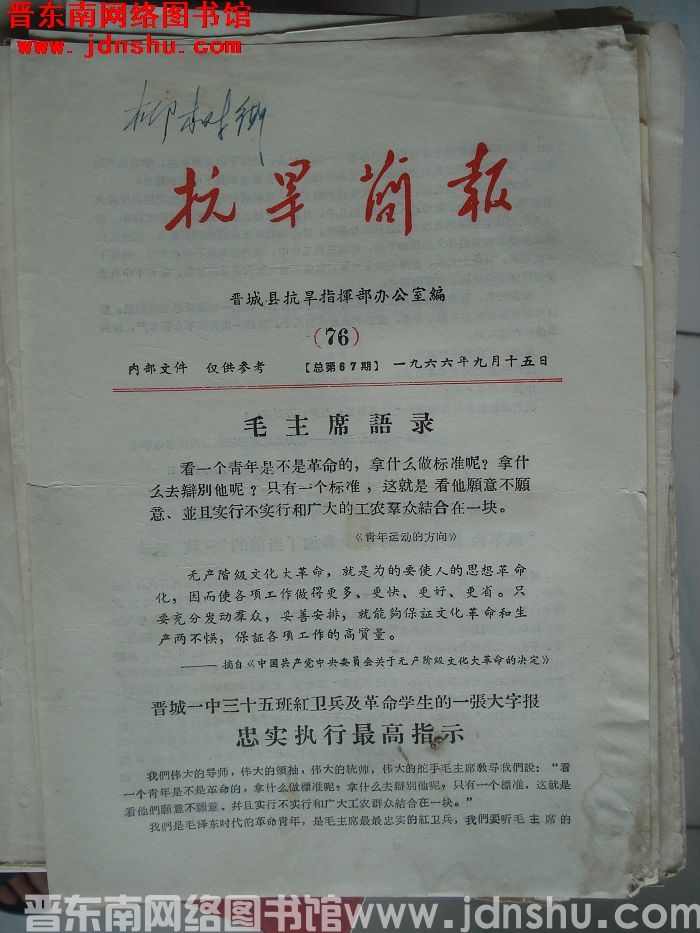 晋东南网络图书馆
www.jdnshu.com
柳树乡
抗旱简报
晋城县抗旱指揮部办公室編
(76)
内部文件 仅供参考 【总第67期】 一九六六年九月十五日
毛主席語录
看一个青年是不是革命的，拿什么做标准呢？拿什
么去辯別他呢？只有一个标准，这就是看他願意不願
意、並且实行不实行和广大的工农羣众結合在一块。
《青年运动的方向》
无产階級文化大革命，就是为的要使人的思想革命
化，因而使各项工作做得更多、更快、更好、更省。只
要充分发动羣众，妥善安排，就能夠保証文化革命和生
产两不悞，保証各项工作的高貭量。
——摘自《中国共产党中央委員会关于无产階級文化大革命的决定》
晋城一中三十五班紅卫兵及革命学生的一張大字报
忠实执行最高指示
我們伟大的导师，伟大的領袖，伟大的統帅，伟大的舵手毛主席教导我們說：“看
一个青年是不是革命的，拿什么做標准呢？拿什么去辯別他呢？只有一个標准，这就是
看他們願意不願意、幷且实行不实行和广大工农群众結合在一块。”
我們是毛泽东时代的革命青年，是毛主席最最忠实的紅卫兵，我們要听毛主席的
晋东南网络图书馆 www.jdnshu.com